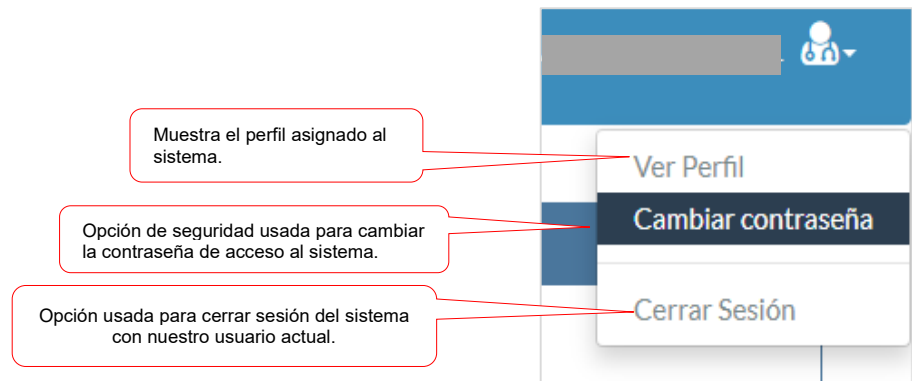 Muestra el perfil asignado al
sistema.
Ver Perfil
Opción de seguridad usada para cambiar
la contraseña de acceso al sistema.
Cambiar contraseña
Opción usada para cerrar sesión del sistema
con nuestro usuario actual.
Cerrar Sesión